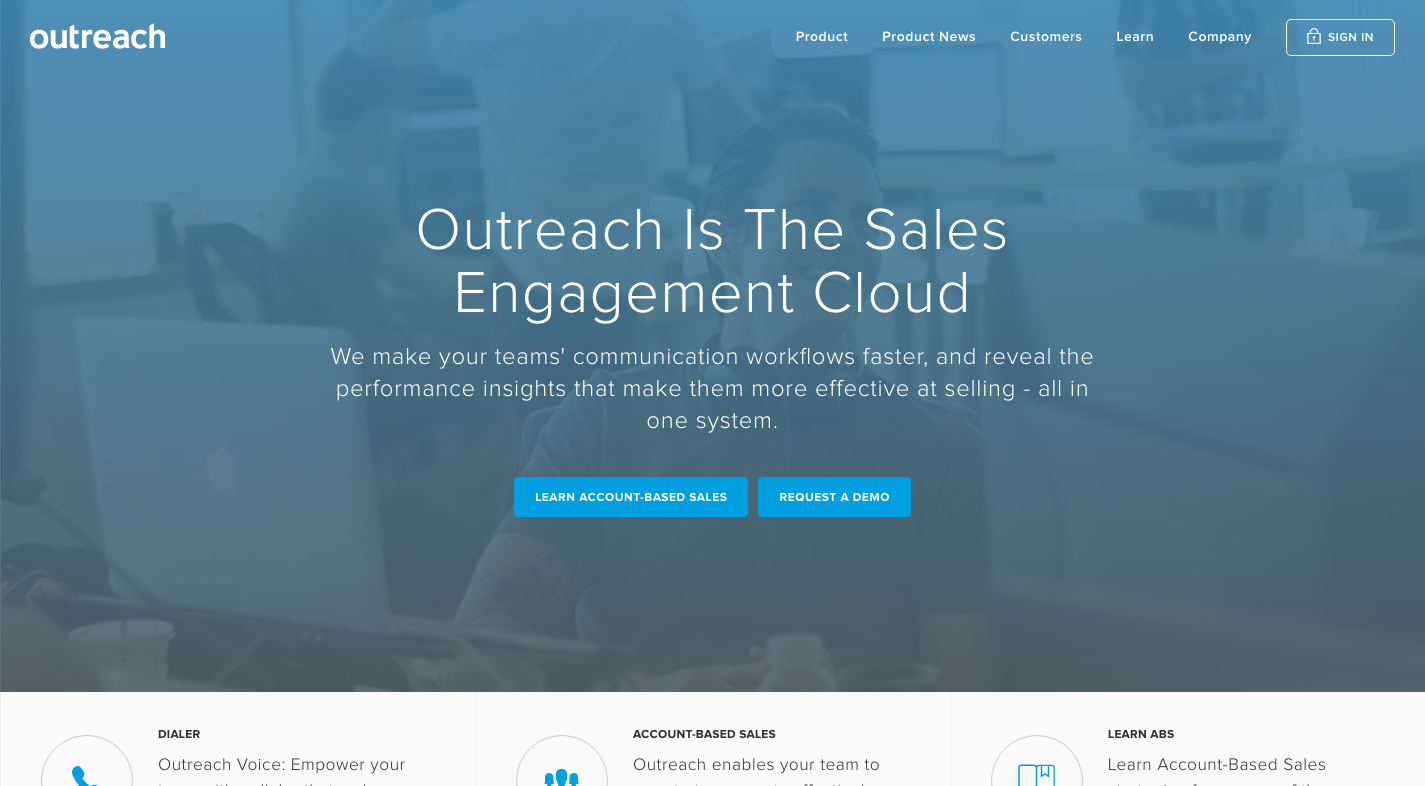 outreach
Product
Product News
Customers
Learn
Company
SIGN IN
Outreach Is The Sales
Engagement Cloud
We make your teams' communication workflows faster, and reveal the
performance insights that make them more effective at selling - all in
one system.
LEARN ACCOUNT-BASED SALES
REQUEST A DEMO
DIALER
Outreach Voice: Empower your
ACCOUNT-BASED SALES
Outreach enables your team to
LEARN ABS
Learn Account-Based Sales